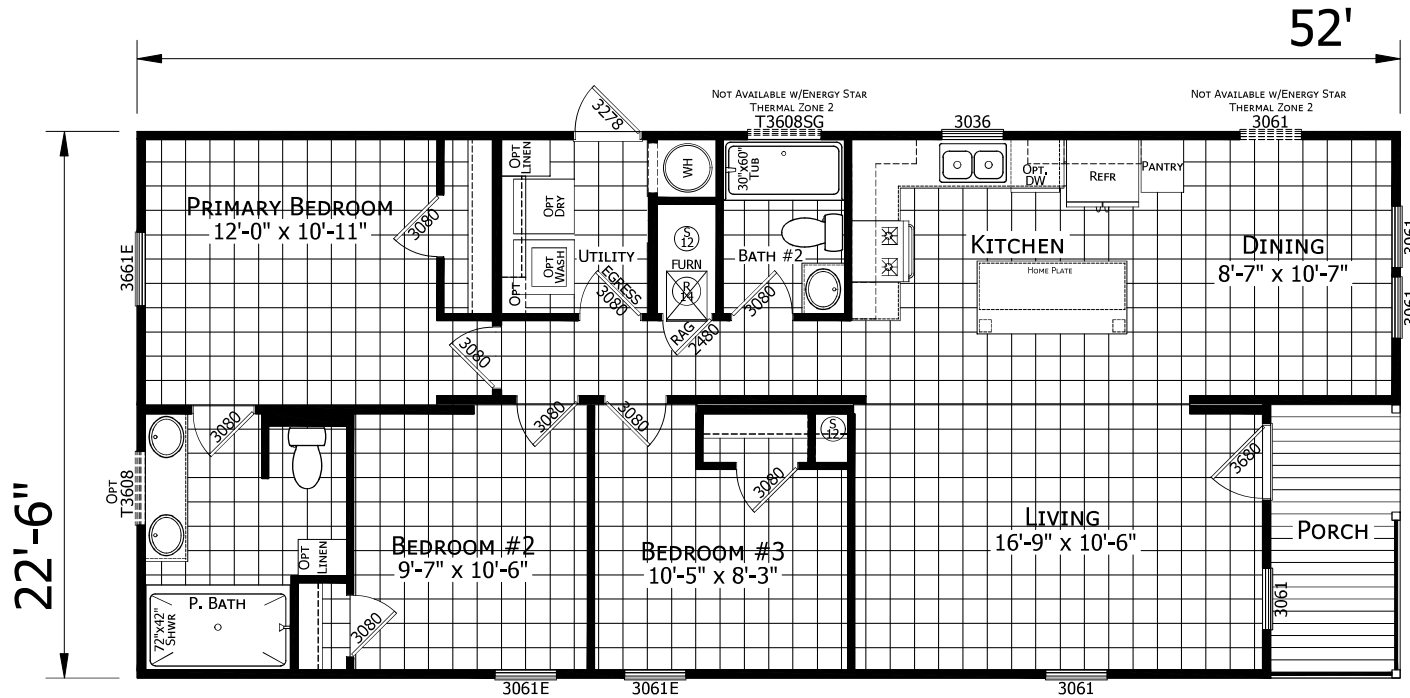 52'
22'-6"
Not Available w/Energy Star
Thermal Zone 2
T3608SG
3036
Not Available w/Energy Star
Thermal Zone 2
3061
3278
Opt
Linen
Opt
Dry
Opt
Wash
Opt
Utility
Egress
3080
WH
S
12
Furn
R
14
RAG
2480
30"x60"
Tub
Bath #2
3080
Opt.
DW
Refr
Pantry
Kitchen
Home Plate
Dining
8'-7" x 10'-7"
3061
3061
Primary Bedroom
12'-0" x 10'-11"
3080
3661E
3080
3080
3080
3080
Opt
T3608
Opt
Linen
P. Bath
72"x42"
Shwr
Bedroom #2
9'-7" x 10'-6"
3080
3061E
S
12
3080
Bedroom #3
10'-5" x 8'-3"
3061E
Living
16'-9" x 10'-6"
3061
3680
Porch
3061